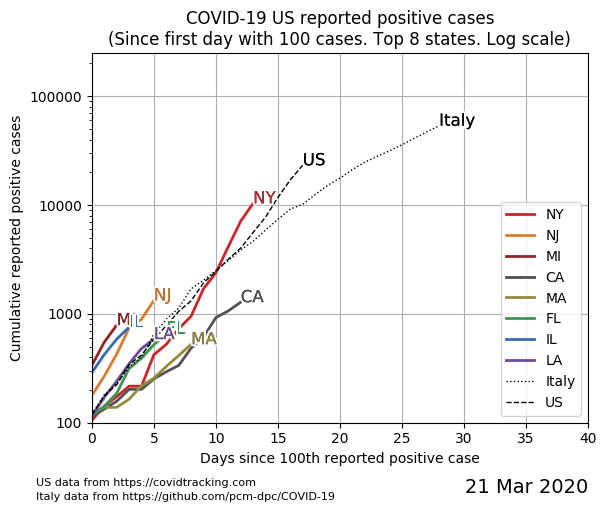 COVID-19 US reported positive cases
(Since first day with 100 cases. Top 8 states. Log scale)
Cumulative reported positive cases
100000
10000
1000
100
Italy
US
NY
NJ
CA
MI
IL
LA
FL
MA
NY
NJ
MI
CA
MA
FL
IL
LA
Italy
US
0 5 10 15 20 25 30 35 40
Days since 100th reported positive case
US data from https://covidtracking.com
Italy data from https://github.com/pcm-dpc/COVID-19
21 Mar 2020